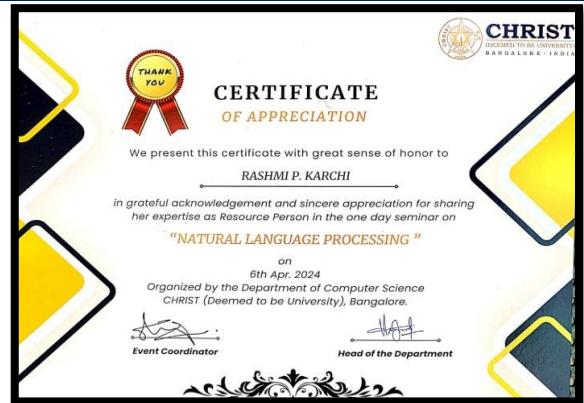 CHRIST
(DEEMED TO BE UNIVERSITY)
BANGALORE · INDIA
THANK
YOU
CERTIFICATE
OF APPRECIATION
We present this certificate with great sense of honor to
RASHMI P. KARCHI
in grateful acknowledgement and sincere appreciation for sharing
her expertise as Resource Person in the one day seminar on
“NATURAL LANGUAGE PROCESSING ”
on
6th Apr. 2024
Organized by the Department of Computer Science
CHRIST (Deemed to be University), Bangalore.
Event Coordinator
Head of the Department